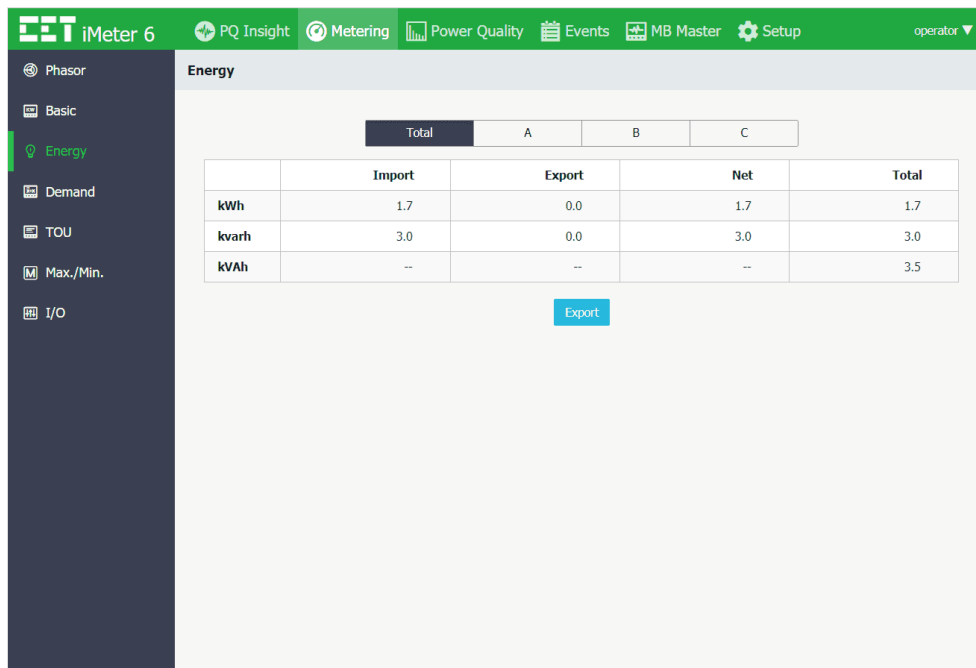 CET iMeter 6 PQ Insight Metering Power Quality Events MB Master Setup operator
Phasor
Basic
Energy
Demand
TOU
Max./Min.
I/O
Energy
Total A B C
Import Export Net Total
kWh 1.7 0.0 1.7 1.7
kvarh 3.0 0.0 3.0 3.0
kVAh -- -- -- 3.5
Export